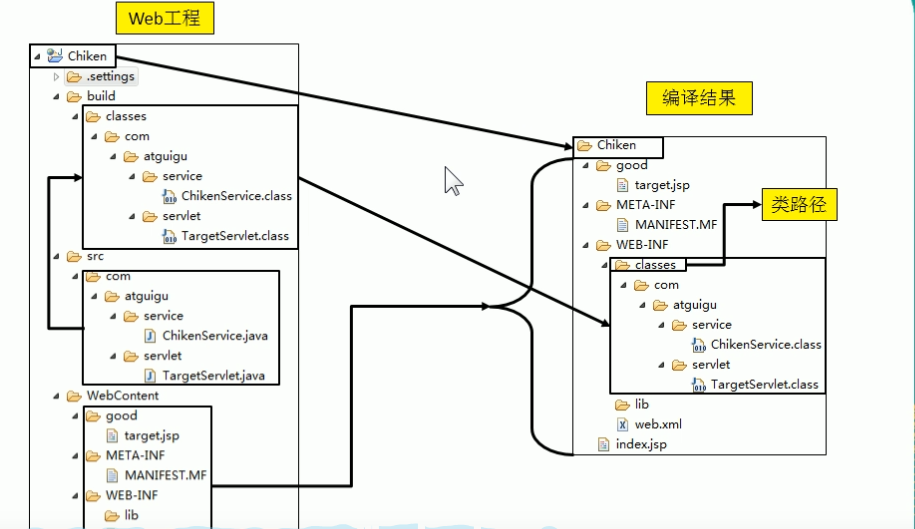 Web工程
Chiken
.settings
build
classes
com
atguigu
service
ChikenService.class
servlet
TargetServlet.class
src
com
atguigu
service
ChikenService.java
servlet
TargetServlet.java
WebContent
good
target.jsp
META-INF
MANIFEST.MF
WEB-INF
lib
编译结果
Chiken
good
target.jsp
META-INF
MANIFEST.MF
WEB-INF
classes
com
atguigu
service
ChikenService.class
servlet
TargetServlet.class
lib
web.xml
index.jsp
类路径